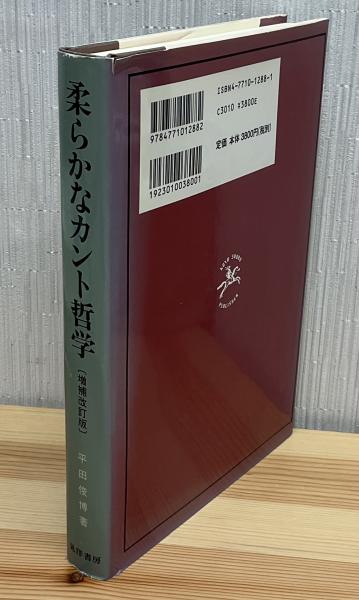 柔らかなカント哲学
〔増補改訂版〕
平田俊博著
晃洋書房
9784771012882
1923010038001
ISBN4-7710-1288-1
C3010 ¥3800E
定価 本体3800円(税別)